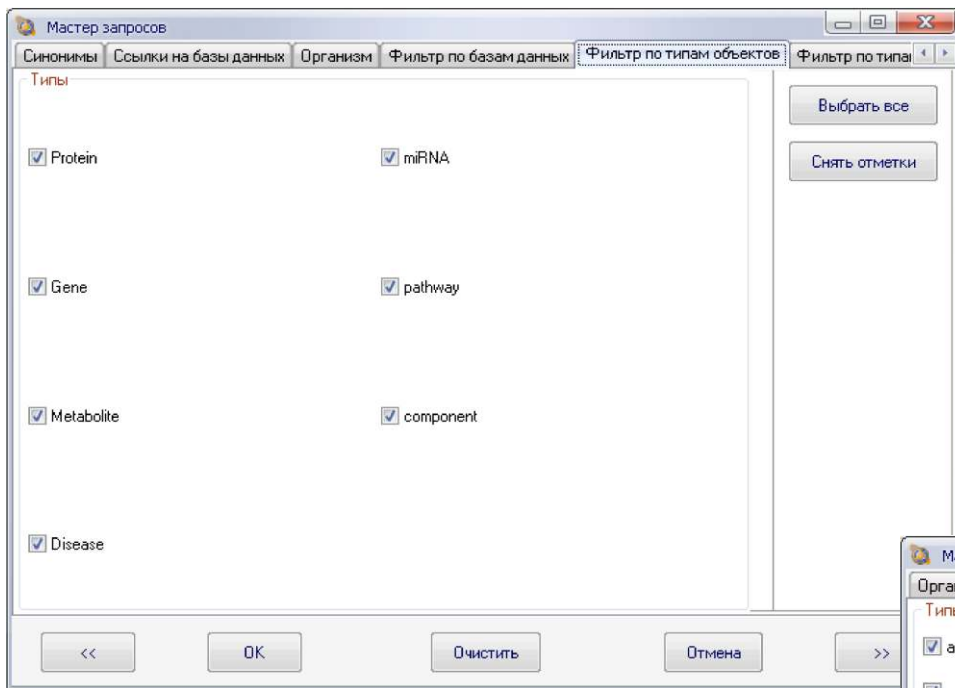 Мастер запросов
Синонимы Ссылки на базы данных Организм Фильтр по базам данных Фильтр по типам объектов Фильтр по типа
Типы
Выбрать все
Protein miRNA
Снять отметки
Gene pathway
Metabolite component
Disease
<< OK Очистить Отмена >>